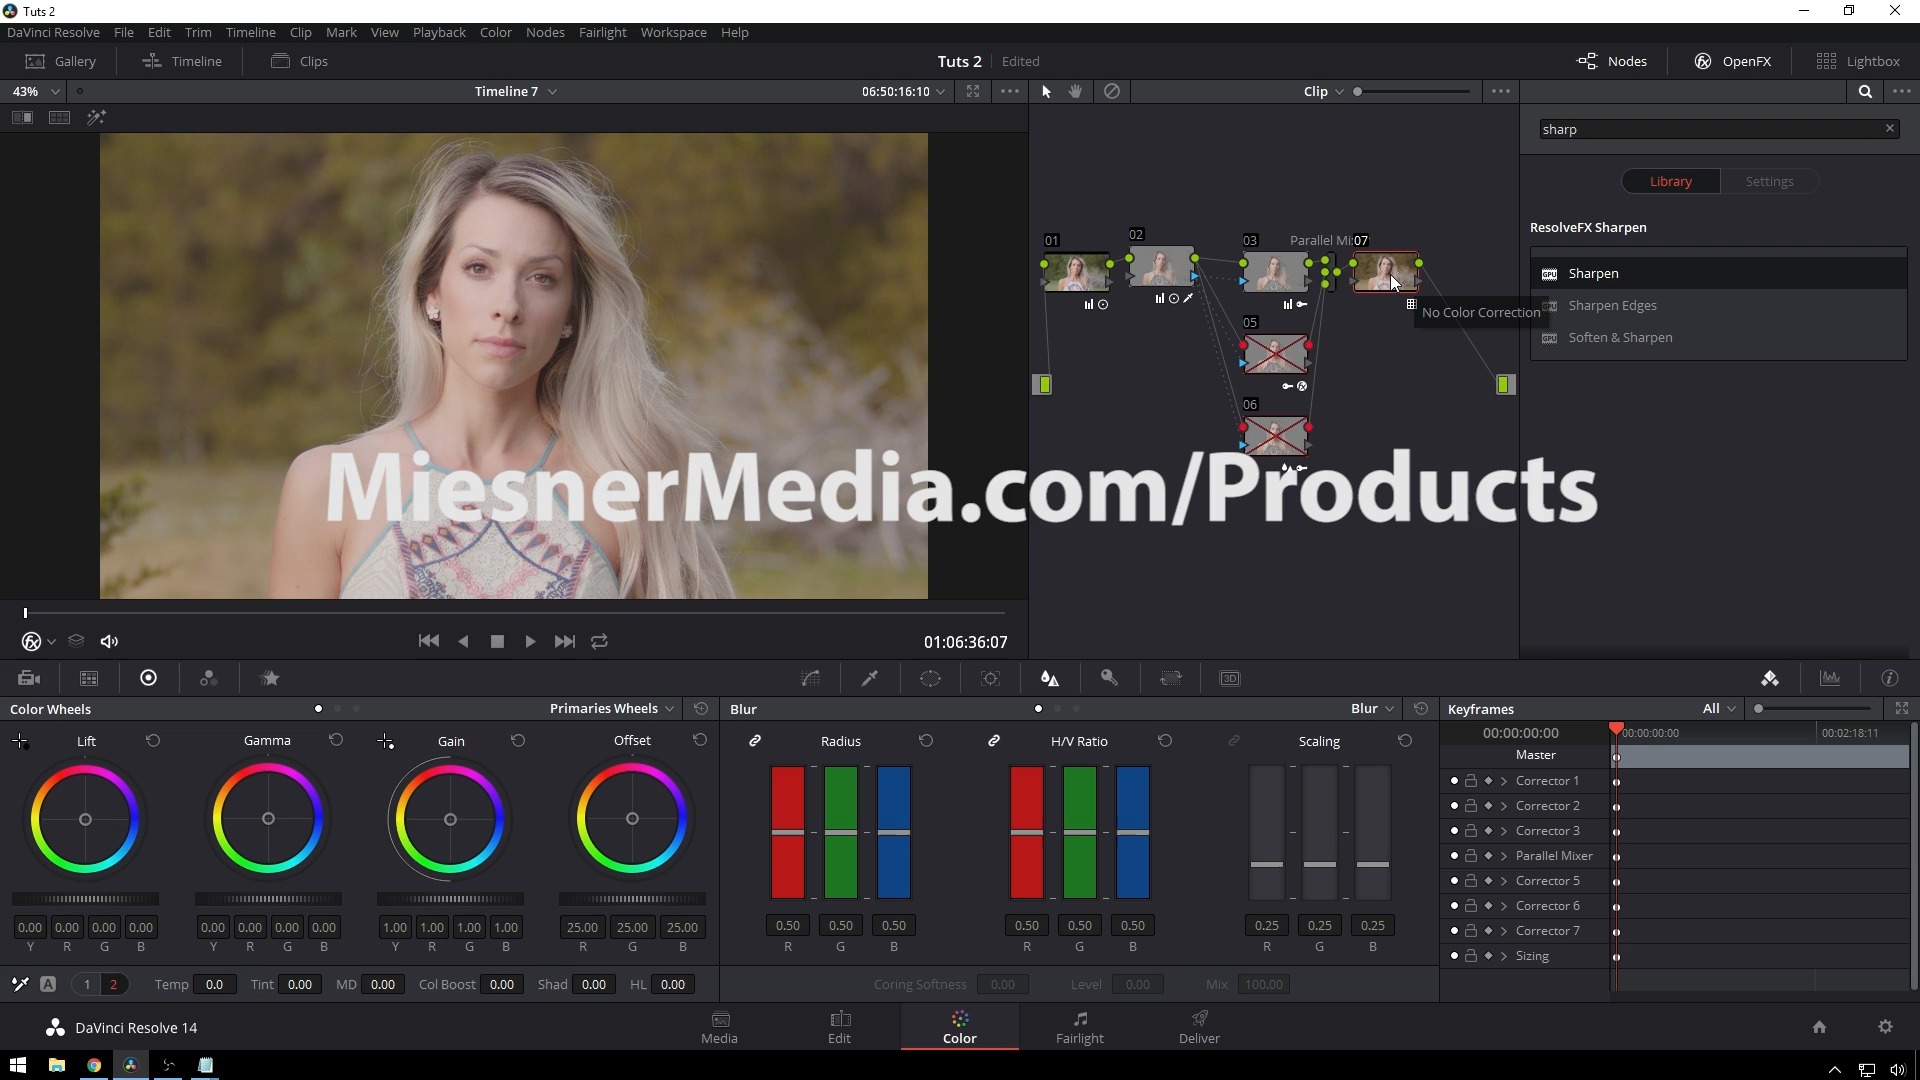 Tuts 2
DaVinci Resolve File Edit Trim Timeline Clip Mark View Playback Color Nodes Fairlight Workspace Help
Gallery Timeline Clips Tuts 2 Edited Nodes OpenFX Lightbox
43% Timeline 7 06:50:16:10 Clip
sharp
Library Settings
ResolveFX Sharpen
Sharpen
Sharpen Edges
Soften & Sharpen
01 02 03 Parallel Mi 07
No Color Correction
05
06
MiesnerMedia.com/Products
01:06:36:07
3D
Color Wheels Primaries Wheels Blur Blur Keyframes All
Lift Gamma Gain Offset Radius H/V Ratio Scaling
00:00:00:00 00:00:00:00 00:02:18:11
Master
Corrector 1
Corrector 2
Corrector 3
Parallel Mixer
Corrector 5
Corrector 6
Corrector 7
Sizing
0.00 0.00 0.00 0.00 0.00 0.00 0.00 0.00 1.00 1.00 1.00 1.00 25.00 25.00 25.00 0.50 0.50 0.50 0.50 0.50 0.50 0.25 0.25 0.25
Y R G B Y R G B Y R G B R G B R G B R G B R G B
A 1 2 Temp 0.0 Tint 0.00 MD 0.00 Col Boost 0.00 Shad 0.00 HL 0.00 Coring Softness 0.00 Level 0.00 Mix 100.00
DaVinci Resolve 14 Media Edit Color Fairlight Deliver